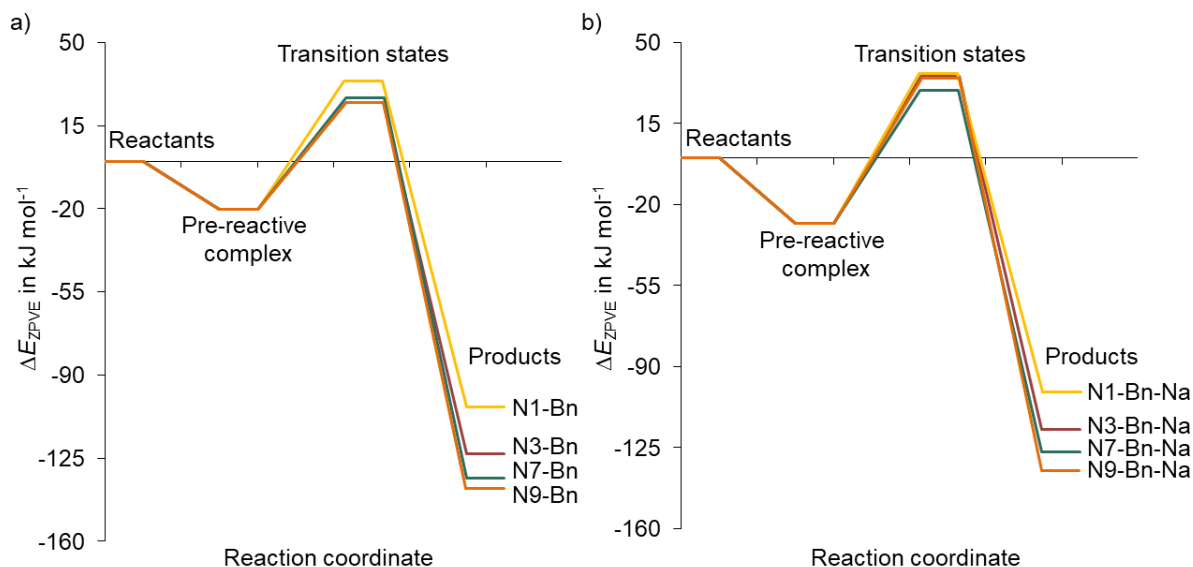 a)
50
15
-20
-55
-90
-125
-160
ΔE_ZPVE in kJ mol⁻¹
Transition states
Reactants
Pre-reactive
complex
Products
N1-Bn
N3-Bn
N7-Bn
N9-Bn
Reaction coordinate
b)
50
15
-20
-55
-90
-125
-160
ΔE_ZPVE in kJ mol⁻¹
Transition states
Reactants
Pre-reactive
complex
Products
N1-Bn-Na
N3-Bn-Na
N7-Bn-Na
N9-Bn-Na
Reaction coordinate